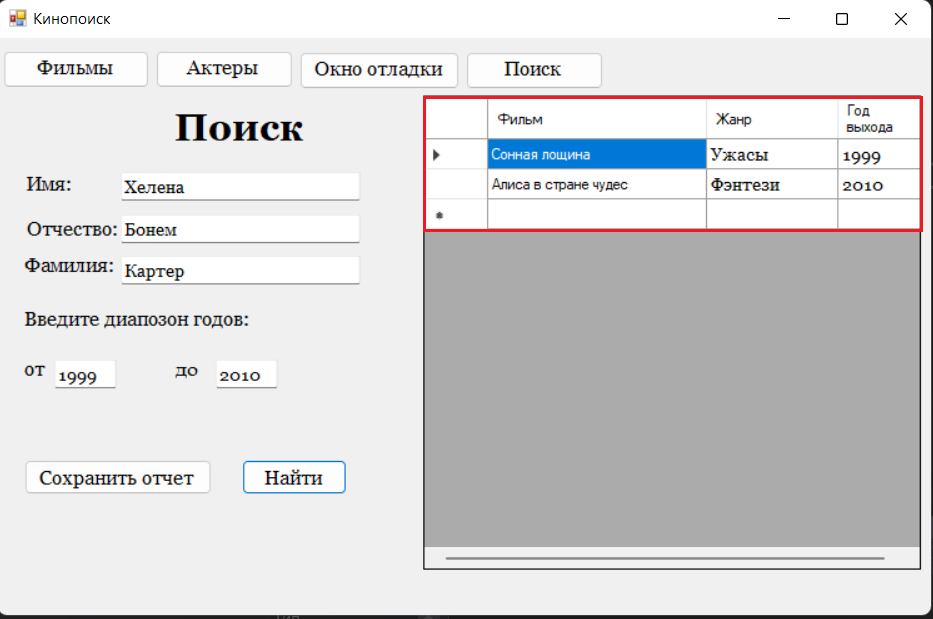 Кинопоиск
Фильмы Актеры Окно отладки Поиск
Поиск
Имя: Хелена
Отчество: Бонем
Фамилия: Картер
Введите диапозон годов:
от 1999 до 2010
Сохранить отчет Найти
Фильм Жанр Год выхода
Сонная лощина Ужасы 1999
Алиса в стране чудес Фэнтези 2010